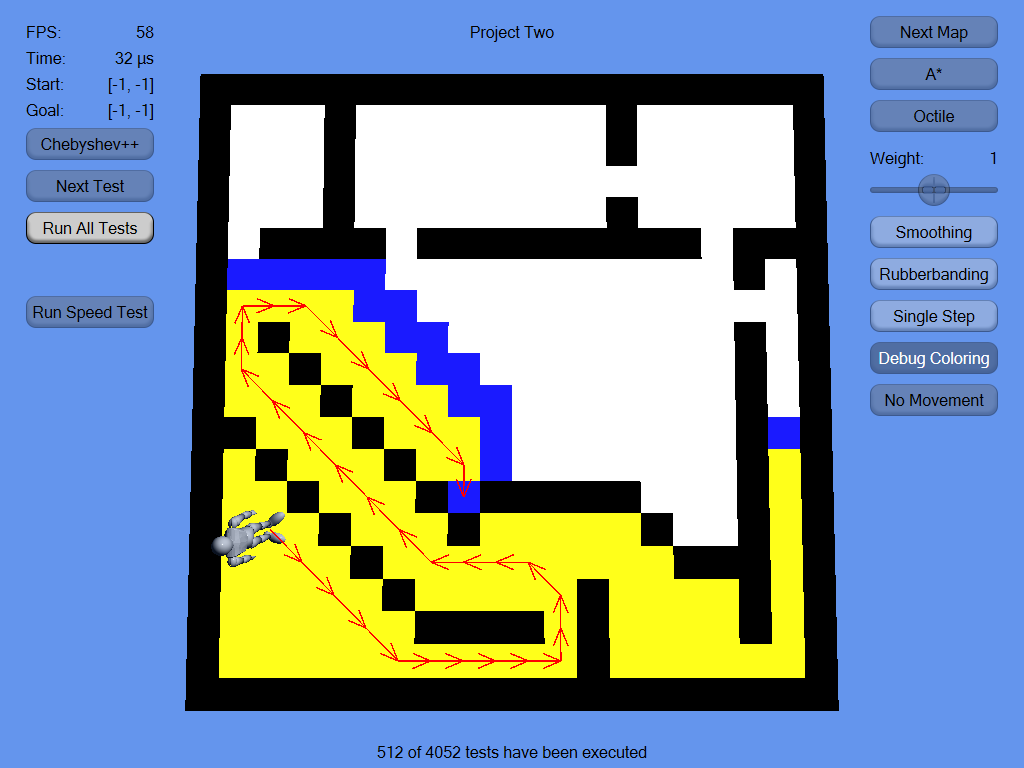 FPS: 58
Time: 32 µs
Start: [-1, -1]
Goal: [-1, -1]
Chebyshev++
Next Test
Run All Tests
Run Speed Test
Project Two
Next Map
A*
Octile
Weight: 1
Smoothing
Rubberbanding
Single Step
Debug Coloring
No Movement
512 of 4052 tests have been executed